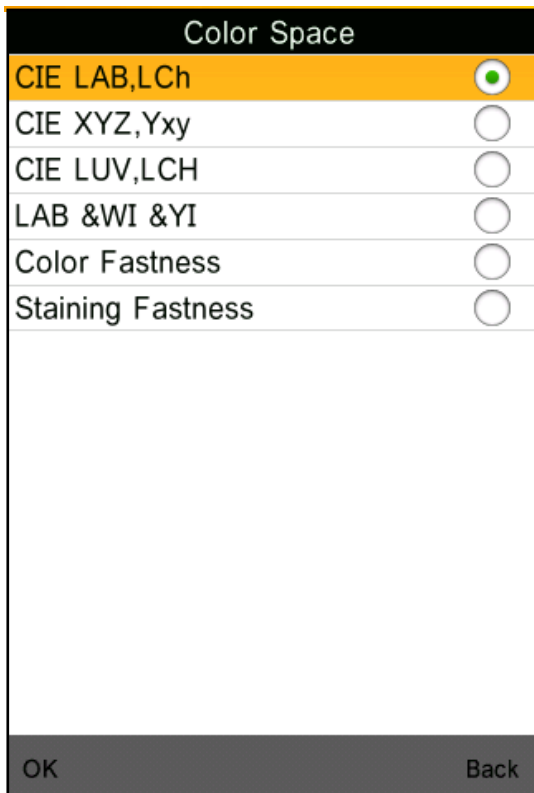 Color Space
CIE LAB,LCh
CIE XYZ,Yxy
CIE LUV,LCH
LAB &WI &YI
Color Fastness
Staining Fastness
OK Back